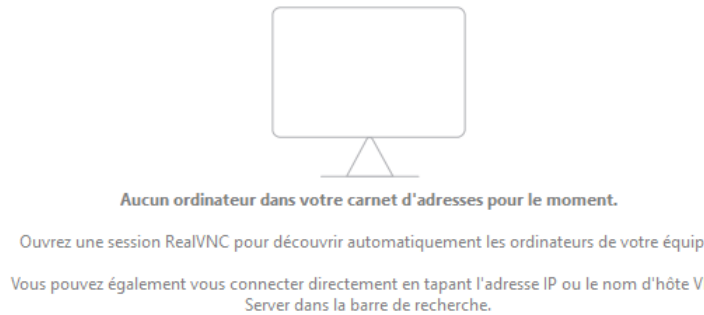 Aucun ordinateur dans votre carnet d'adresses pour le moment.
Ouvrez une session RealVNC pour découvrir automatiquement les ordinateurs de votre équip
Vous pouvez également vous connecter directement en tapant l'adresse IP ou le nom d'hôte V
Server dans la barre de recherche.